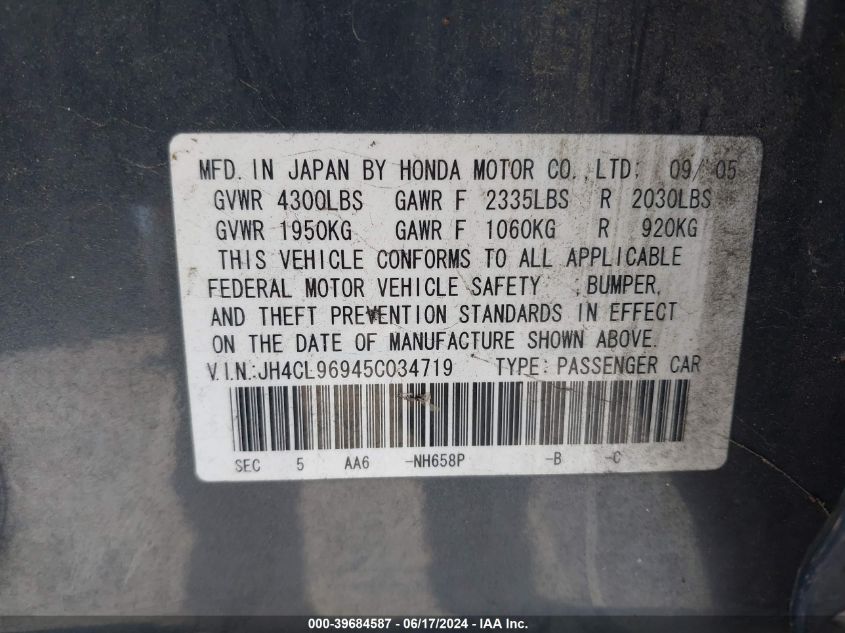 MFD. IN JAPAN BY HONDA MOTOR CO., LTD: 09/'05
GVWR 4300LBS GAWR F 2335LBS R 2030LBS
GVWR 1950KG GAWR F 1060KG R 920KG
THIS VEHICLE CONFORMS TO ALL APPLICABLE
FEDERAL MOTOR VEHICLE SAFETY , BUMPER,
AND THEFT PREVENTION STANDARDS IN EFFECT
ON THE DATE OF MANUFACTURE SHOWN ABOVE.
V.I.N.:JH4CL96945C034719 TYPE: PASSENGER CAR
SEC 5 AA6 -NH658P -B -C
000-39684587 - 06/17/2024 - IAAI.com